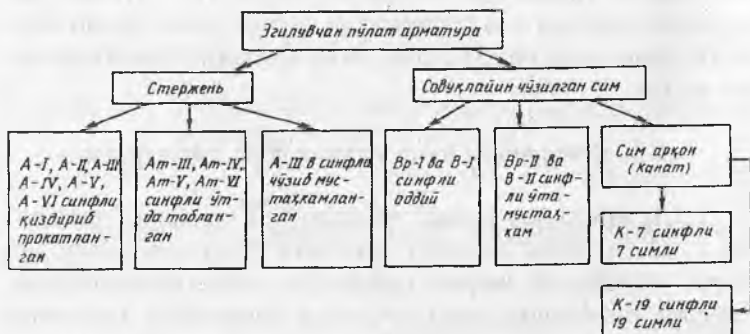 Эгилувчан пўлат арматура
Стержень
Совуқлайин чўзилган сим
А-I, А-II, А-III
А-IV, А-V,
А-VI синфли
қиздириб
прокатлан-
ган
Ат-III, Ат-IV,
Ат-V, Ат-VI
синфли ўт-
да тоблан-
ган
А-III в синфли
чўзиб мус-
таҳкамлан-
ган
Вр-I ва В-I
синфли
оддий
Вр-II ва
В-II синф-
ли ўта-
мустаҳ-
кам
Сим арқон
(Канат)
К-7 синфли
7 симли
К-19 синфли
19 симли